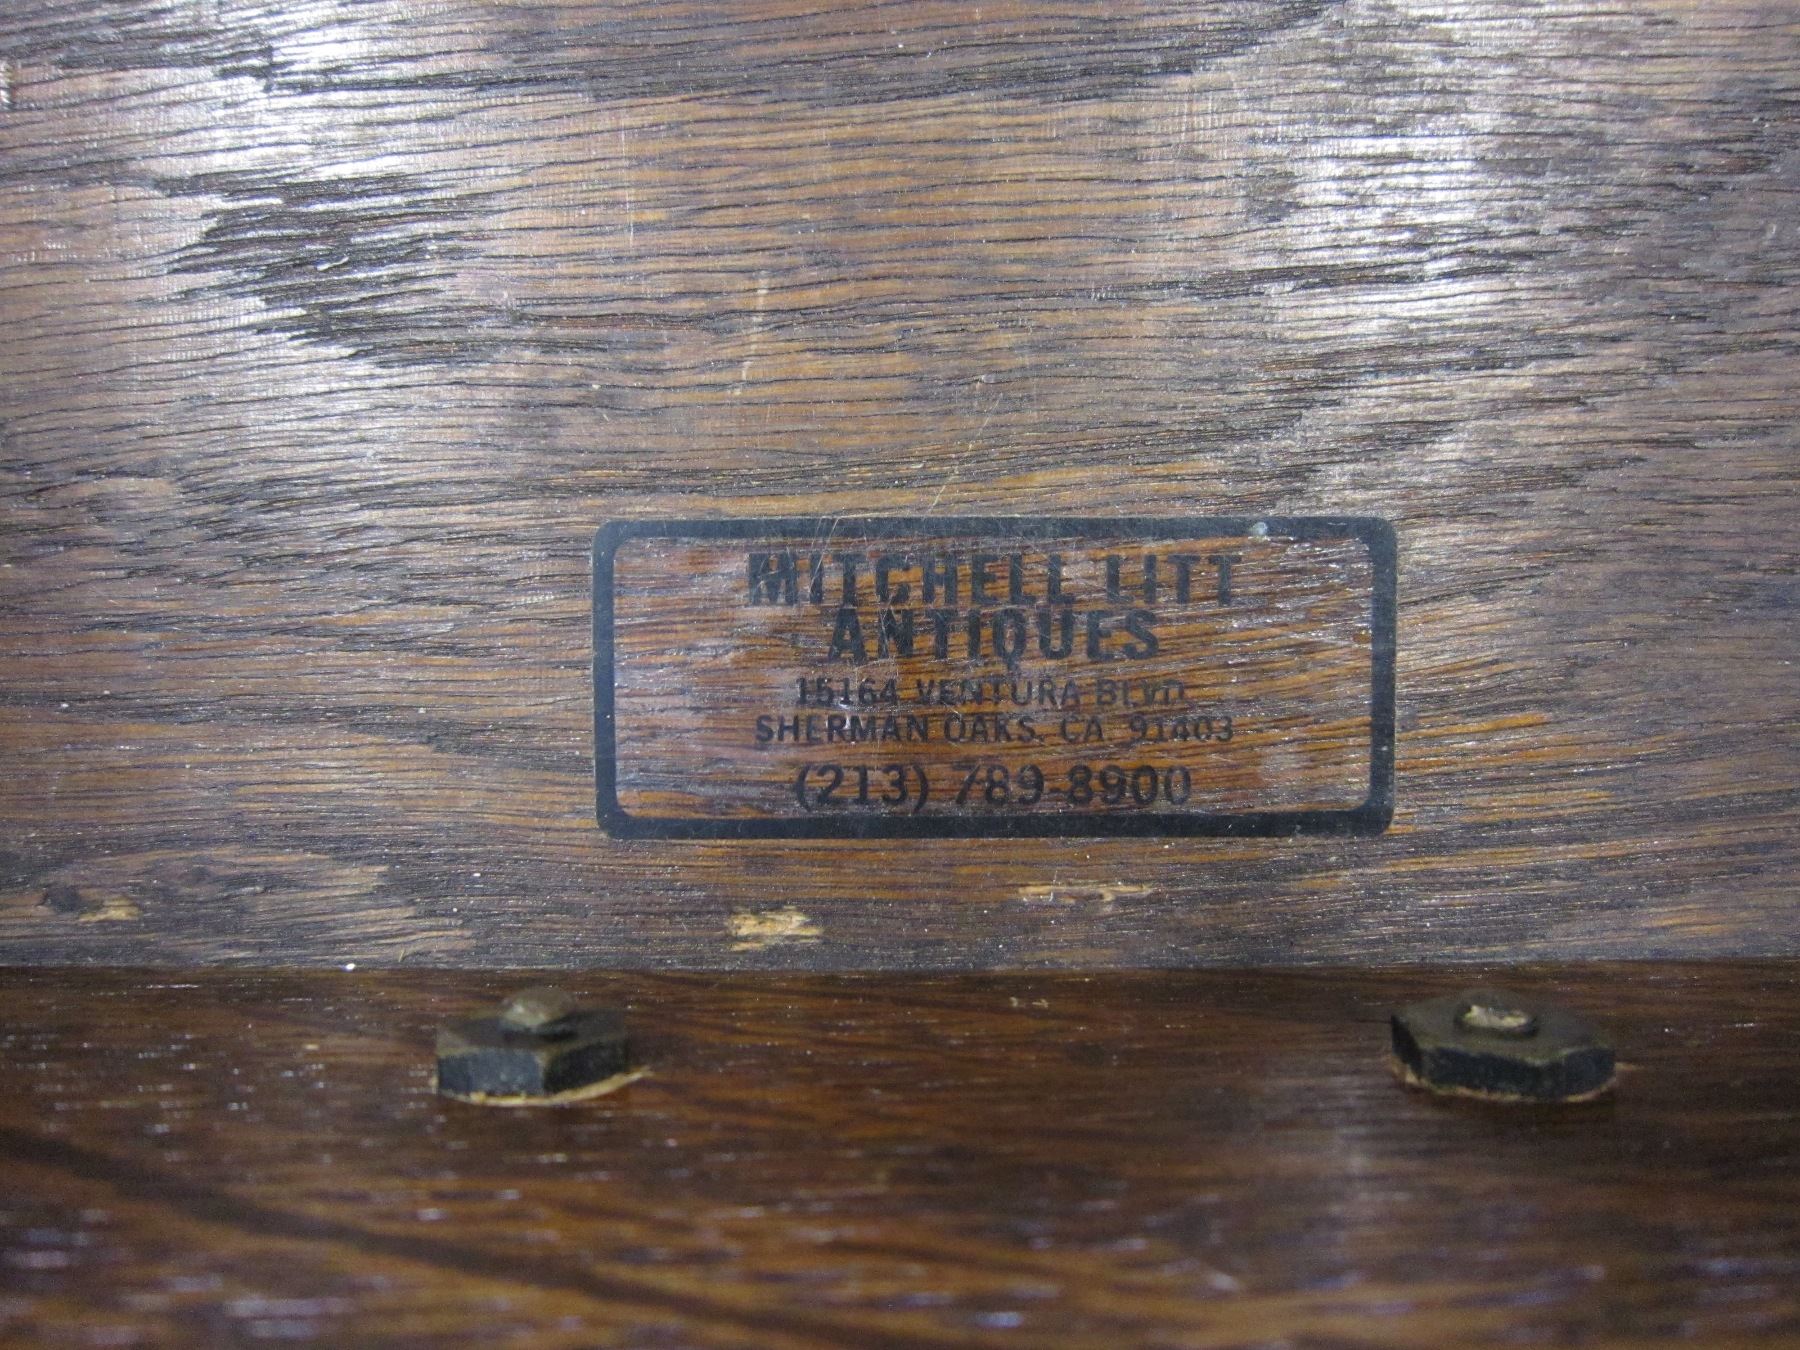 MITCHELL LITT
ANTIQUES
15164 VENTURA BLVD.
SHERMAN OAKS, CA. 91403
(213) 789-8900